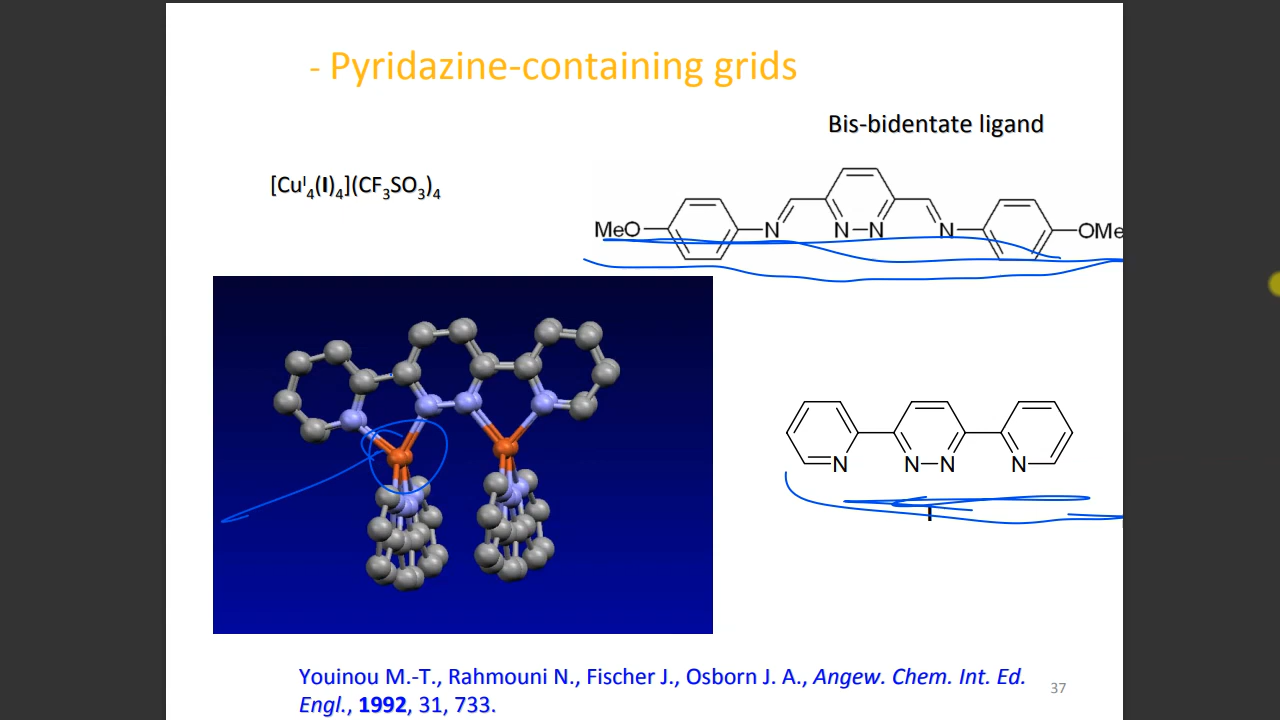 - Pyridazine-containing grids
Bis-bidentate ligand
[Cuᴵ₄(I)₄](CF₃SO₃)₄
MeO N N N N OMe
N N N N
I
Youinou M.-T., Rahmouni N., Fischer J., Osborn J. A., Angew. Chem. Int. Ed.
Engl., 1992, 31, 733.
37